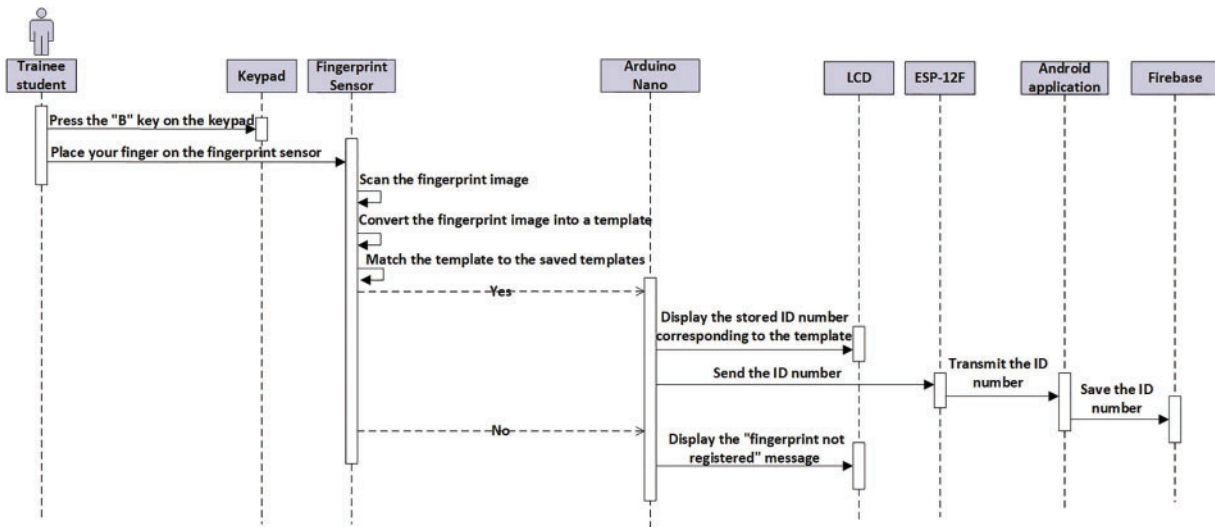 Trainee
student
Keypad
Fingerprint
Sensor
Arduino
Nano
LCD
ESP-12F
Android
application
Firebase
Press the "B" key on the keypad
Place your finger on the fingerprint sensor
Scan the fingerprint image
Convert the fingerprint image into a template
Match the template to the saved templates
Yes
Display the stored ID number
corresponding to the template
Send the ID number
Transmit the ID
number
Save the ID
number
No
Display the "fingerprint not
registered" message